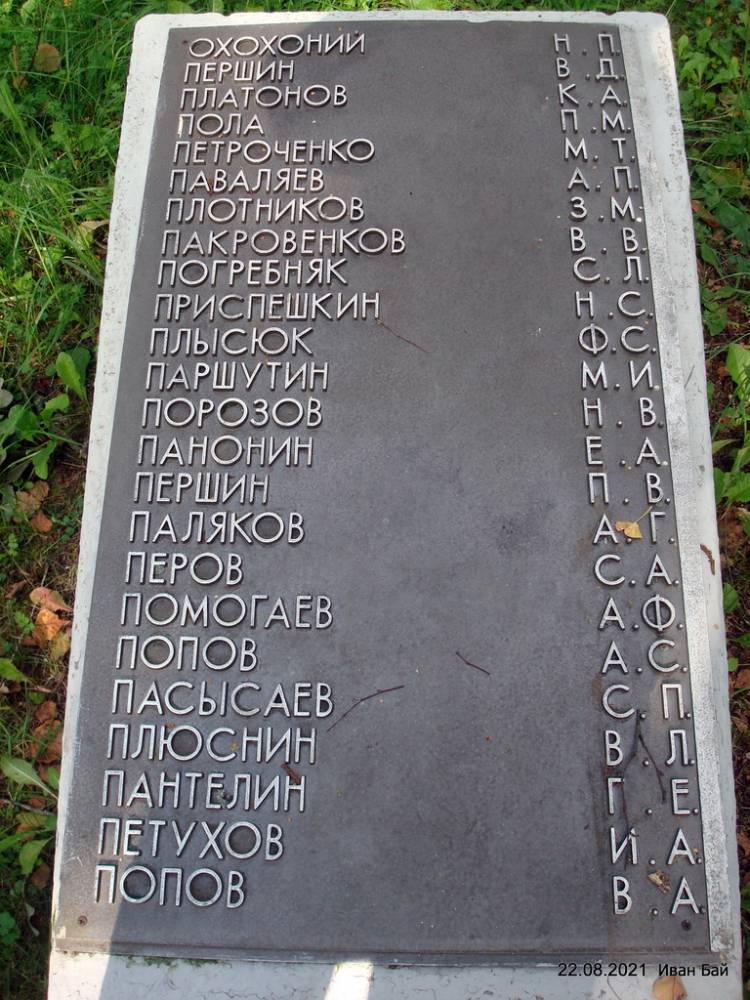 ОХОХОНИЙ Н.П.
ПЕРШИН В.Д.
ПЛАТОНОВ К.А.
ПОЛА П.М.
ПЕТРОЧЕНКО М.Т.
ПАВАЛЯЕВ А.П.
ПЛОТНИКОВ З.М.
ПАКРОВЕНКОВ В.В.
ПОГРЕБНЯК С.Л.
ПРИСПЕШКИН Н.С.
ПЛЫСЮК Ф.С.
ПАРШУТИН М.И.
ПОРОЗОВ Н.В.
ПАНОНИН Е.А.
ПЕРШИН П.В.
ПАЛЯКОВ А.Г.
ПЕРОВ С.А.
ПОМОГАЕВ А.Ф.
ПОПОВ А.С.
ПАСЫСАЕВ С.П.
ПЛЮСНИН В.Л.
ПАНТЕЛИН Г.Е.
ПЕТУХОВ И.А.
ПОПОВ В.А.
22.08.2021 Иван Бай